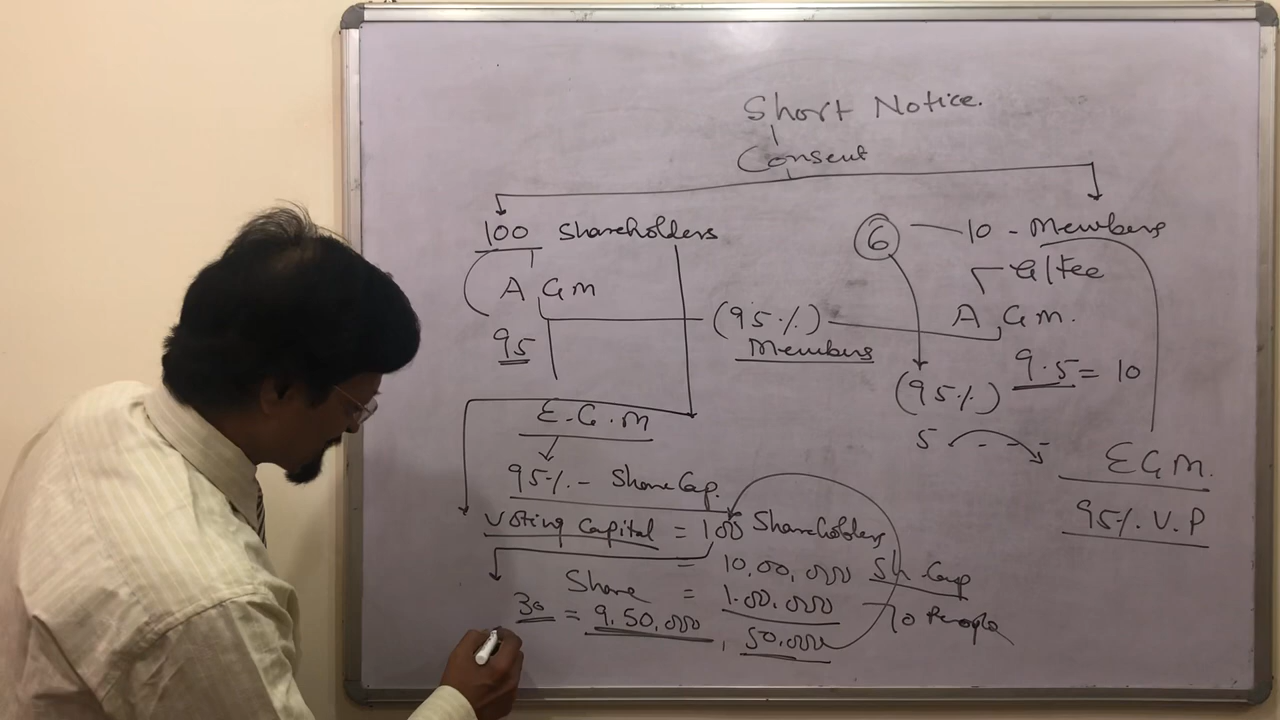 Short Notice.
Consent
100 Shareholders
6 10 - Members
G/Fee
A G M
A G M.
95
(95%)
Members
9.5 = 10
(95%)
5
E.G.M
E G M.
95% - Share Cap.
95% V.P
Voting Capital = 100 Shareholders
= 10,00,000 Sh Cap
Share = 1.00.000
30 = 9.50,000, 50,000
70 People